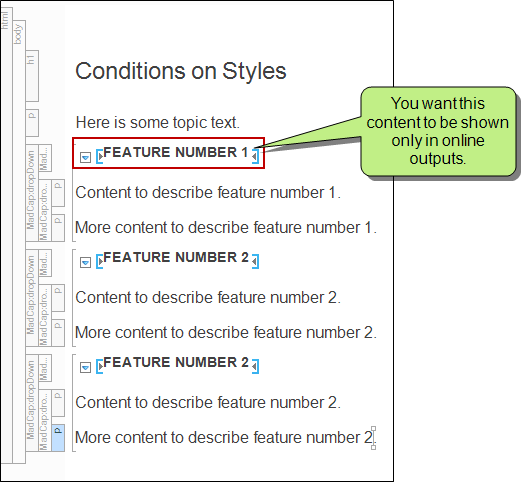 html
body
h1
Conditions on Styles
p
Here is some topic text.
You want this
content to be shown
only in online
outputs.
MadCap:dropDown
Mad...
FEATURE NUMBER 1
MadCap:dro...
p
Content to describe feature number 1.
p
More content to describe feature number 1.
MadCap:dropDown
Mad...
FEATURE NUMBER 2
MadCap:dro...
p
Content to describe feature number 2.
p
More content to describe feature number 2.
MadCap:dropDown
Mad...
FEATURE NUMBER 2
MadCap:dro...
p
Content to describe feature number 2.
p
More content to describe feature number 2.